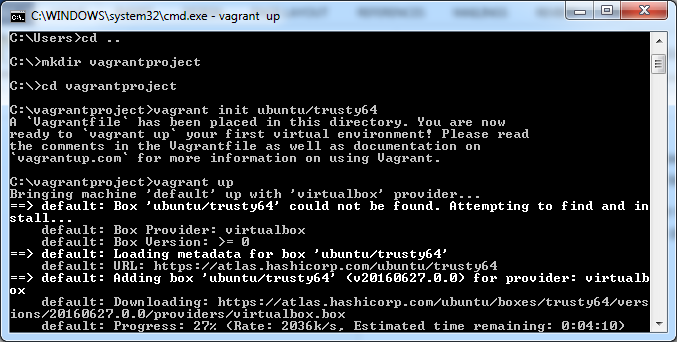 C:\WINDOWS\system32\cmd.exe - vagrant up
C:\Users>cd ..
C:\>mkdir vagrantproject
C:\>cd vagrantproject
C:\vagrantproject>vagrant init ubuntu/trusty64
A `Vagrantfile` has been placed in this directory. You are now
ready to `vagrant up` your first virtual environment! Please read
the comments in the Vagrantfile as well as documentation on
`vagrantup.com` for more information on using Vagrant.
C:\vagrantproject>vagrant up
Bringing machine 'default' up with 'virtualbox' provider...
==> default: Box 'ubuntu/trusty64' could not be found. Attempting to find and in
stall...
default: Box Provider: virtualbox
default: Box Version: >= 0
==> default: Loading metadata for box 'ubuntu/trusty64'
default: URL: https://atlas.hashicorp.com/ubuntu/trusty64
==> default: Adding box 'ubuntu/trusty64' (v20160627.0.0) for provider: virtualb
ox
default: Downloading: https://atlas.hashicorp.com/ubuntu/boxes/trusty64/vers
ions/20160627.0.0/providers/virtualbox.box
default: Progress: 27% (Rate: 2036k/s, Estimated time remaining: 0:04:10)